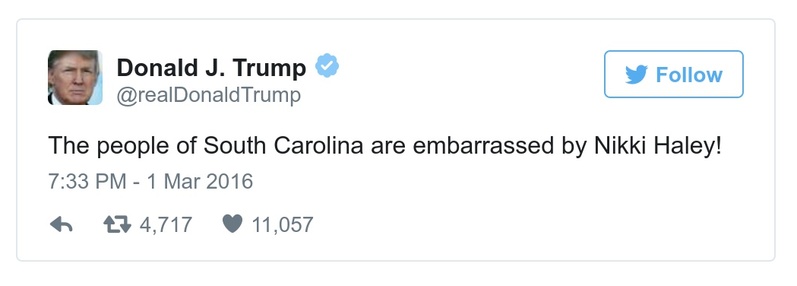 Donald J. Trump
@realDonaldTrump
Follow
The people of South Carolina are embarrassed by Nikki Haley!
7:33 PM - 1 Mar 2016
4,717 11,057